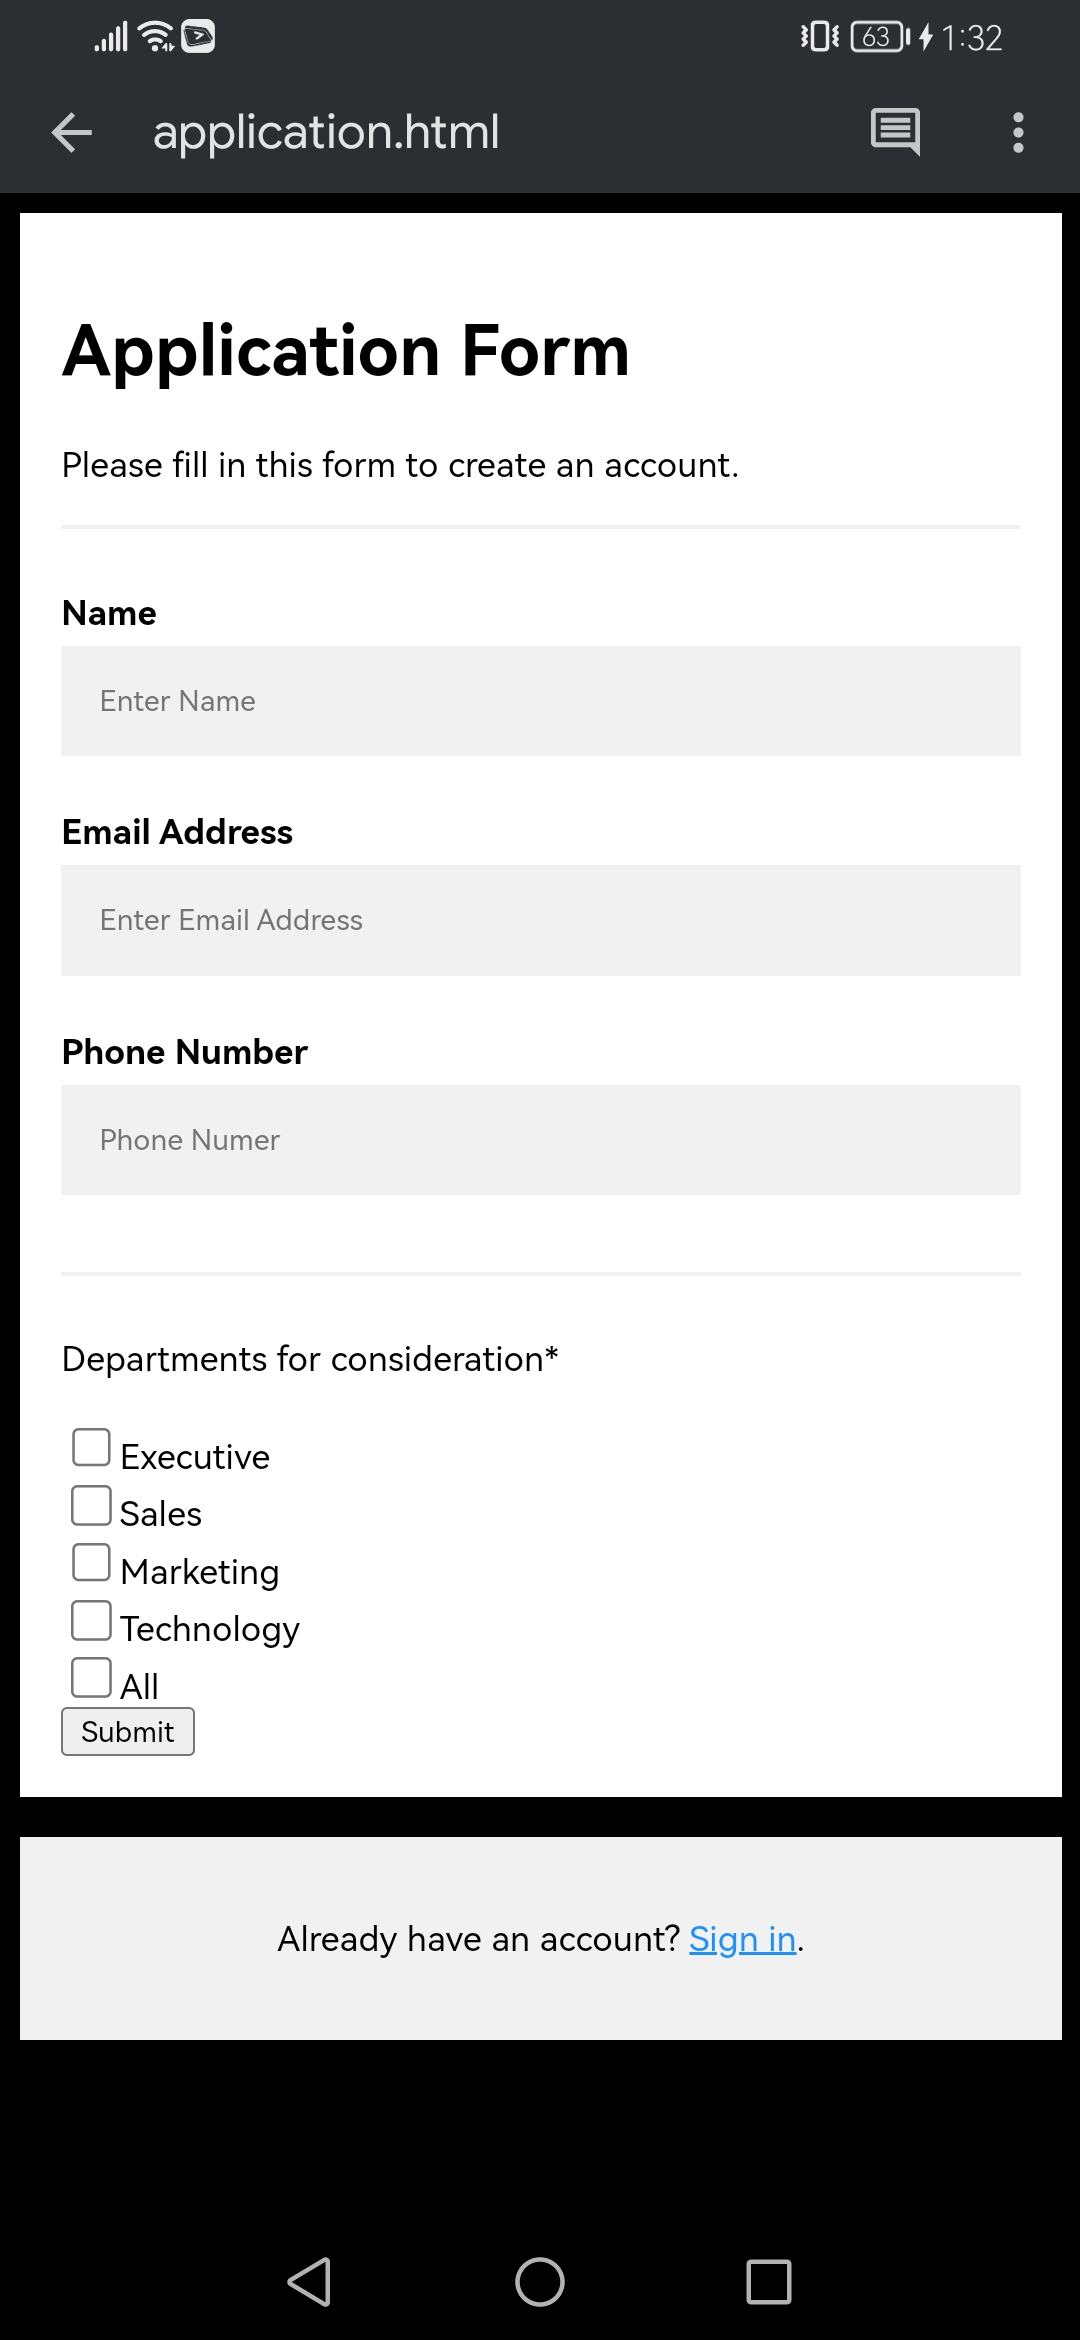 63 1:32
application.html
Application Form
Please fill in this form to create an account.
Name
Enter Name
Email Address
Enter Email Address
Phone Number
Phone Numer
Departments for consideration*
Executive
Sales
Marketing
Technology
All
Submit
Already have an account? Sign in.